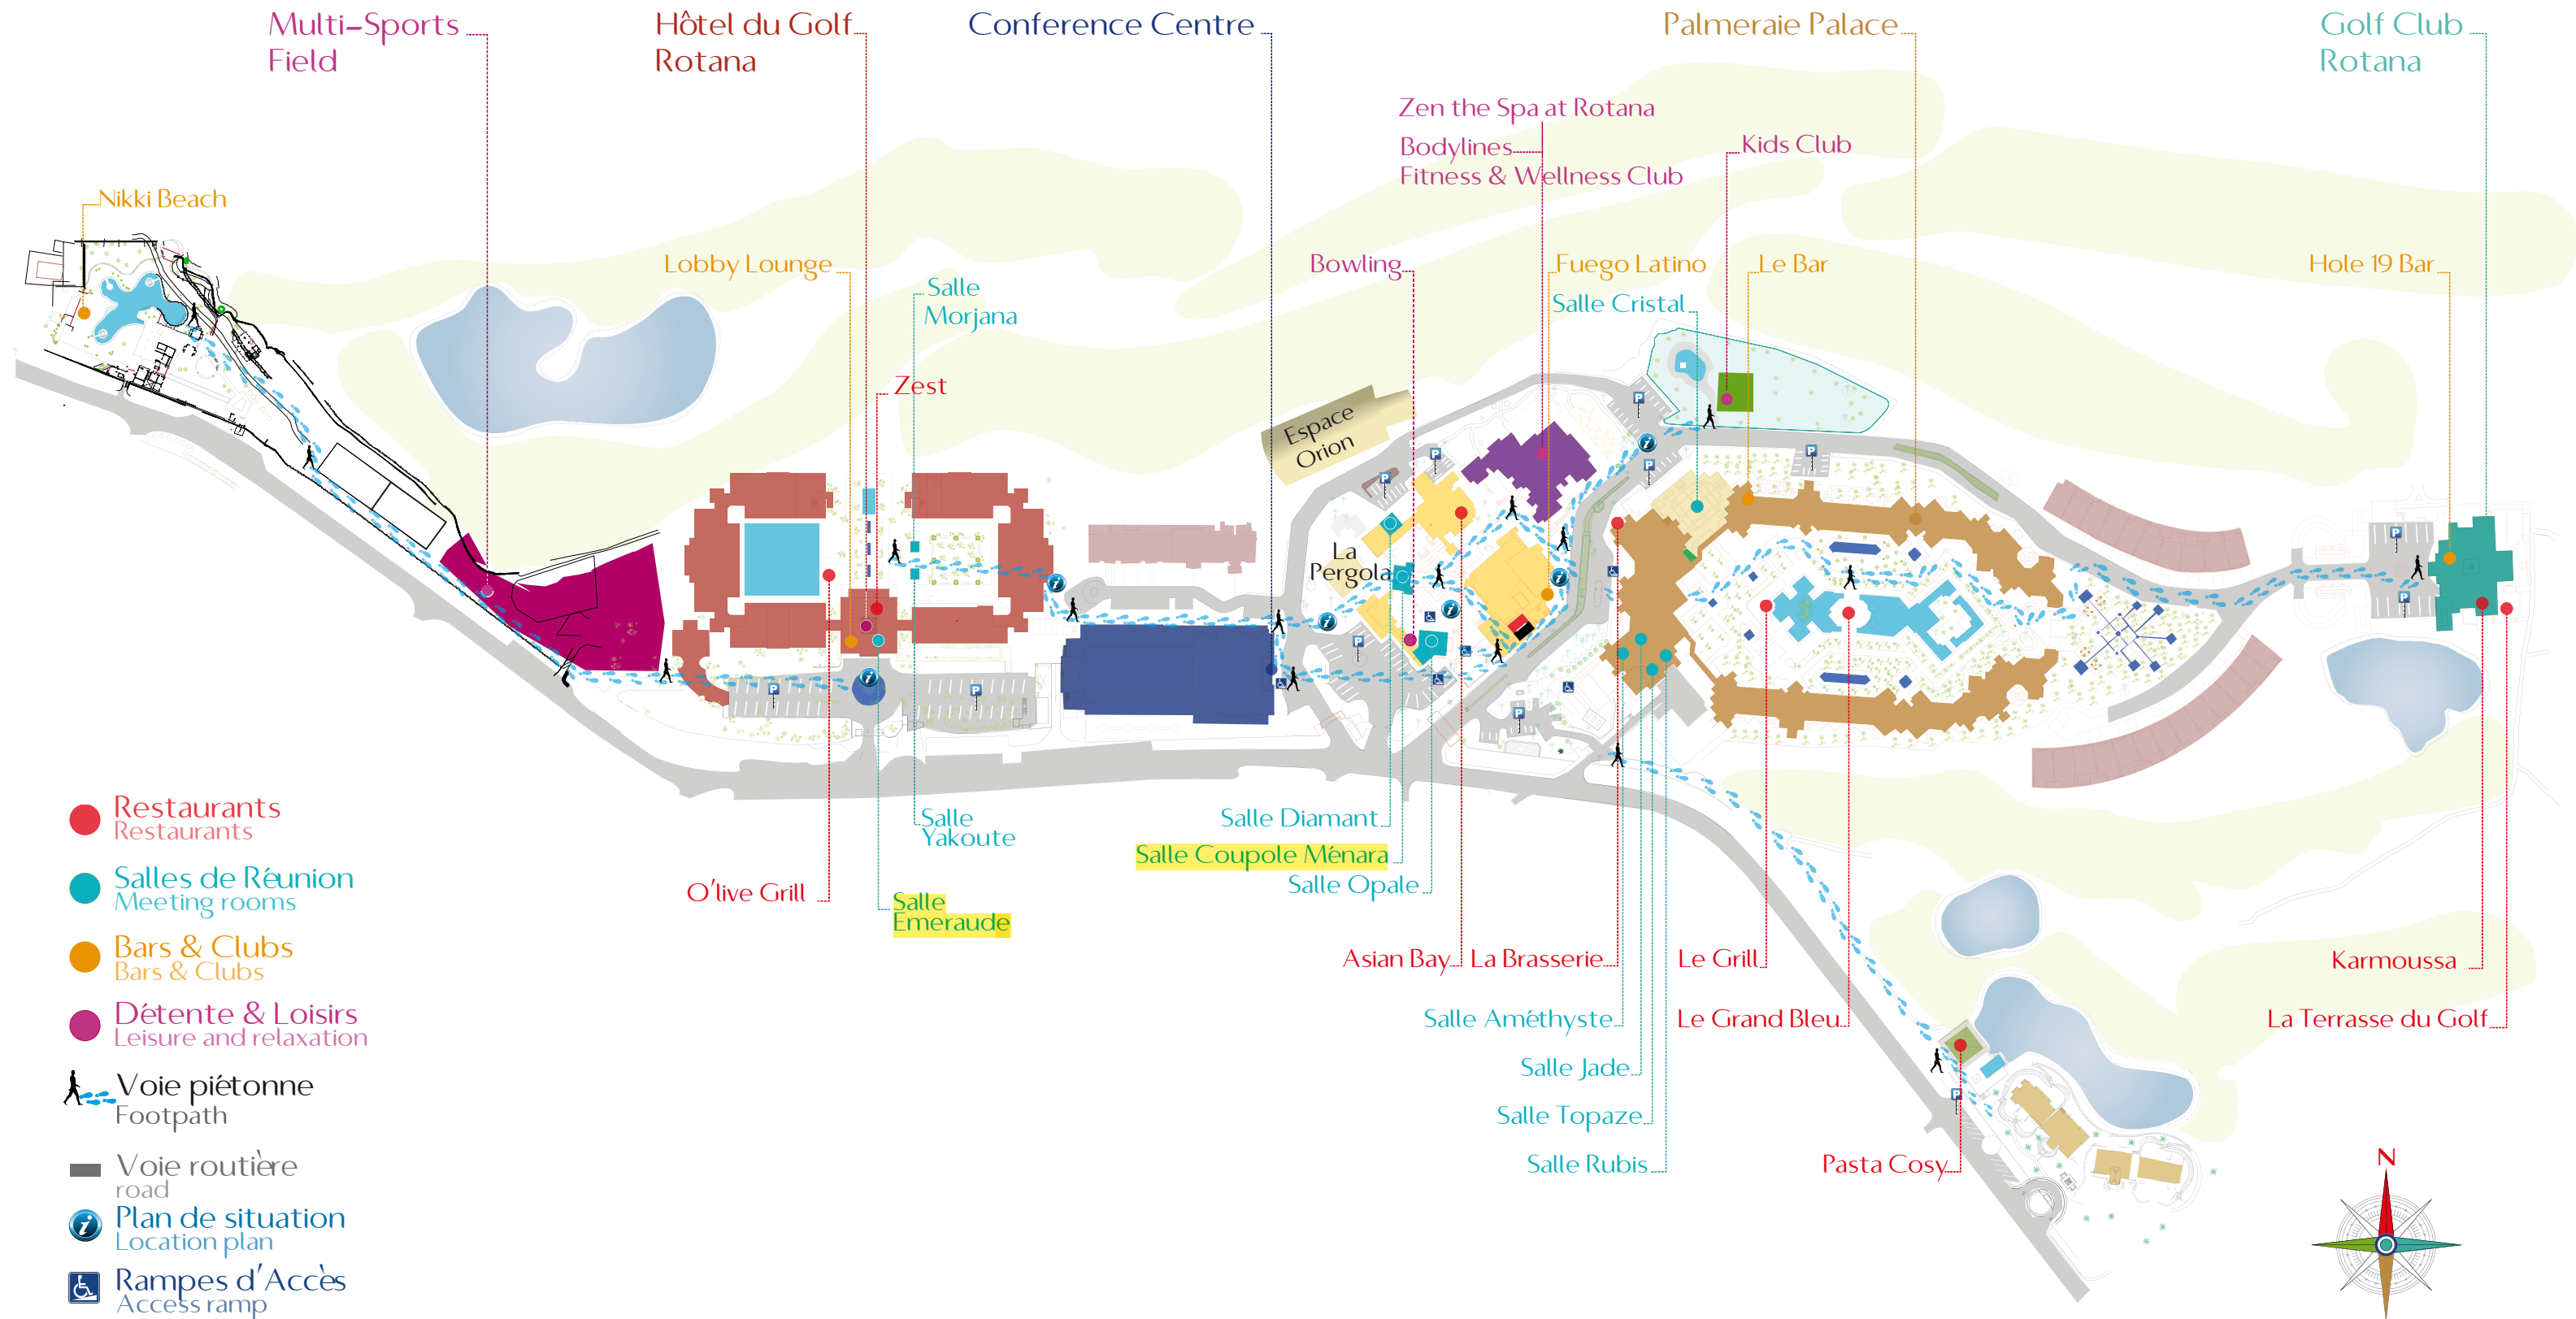 Multi-Sports
Field
Hôtel du Golf
Rotana
Conference Centre
Palmeraie Palace
Golf Club
Rotana
Zen the Spa at Rotana
Bodylines
Fitness & Wellness Club
Kids Club
Nikki Beach
Lobby Lounge
Salle
Morjana
Bowling
Fuego Latino
Le Bar
Hole 19 Bar
Salle Cristal
Zest
Espace
Orion
La
Pergola
P
P
P
P
P
P
P
P
P
P
P
P
i
i
i
i
i
i
Salle
Yakoute
Salle Diamant
Salle Coupole Ménara
Salle Opale
O'live Grill
Salle
Emeraude
Asian Bay
La Brasserie
Le Grill
Karmoussa
Salle Améthyste
Le Grand Bleu
La Terrasse du Golf
Salle Jade
Salle Topaze
Salle Rubis
Pasta Cosy
N
Restaurants
Restaurants
Salles de Réunion
Meeting rooms
Bars & Clubs
Bars & Clubs
Détente & Loisirs
Leisure and relaxation
Voie piétonne
Footpath
Voie routière
road
i
Plan de situation
Location plan
Rampes d'Accès
Access ramp